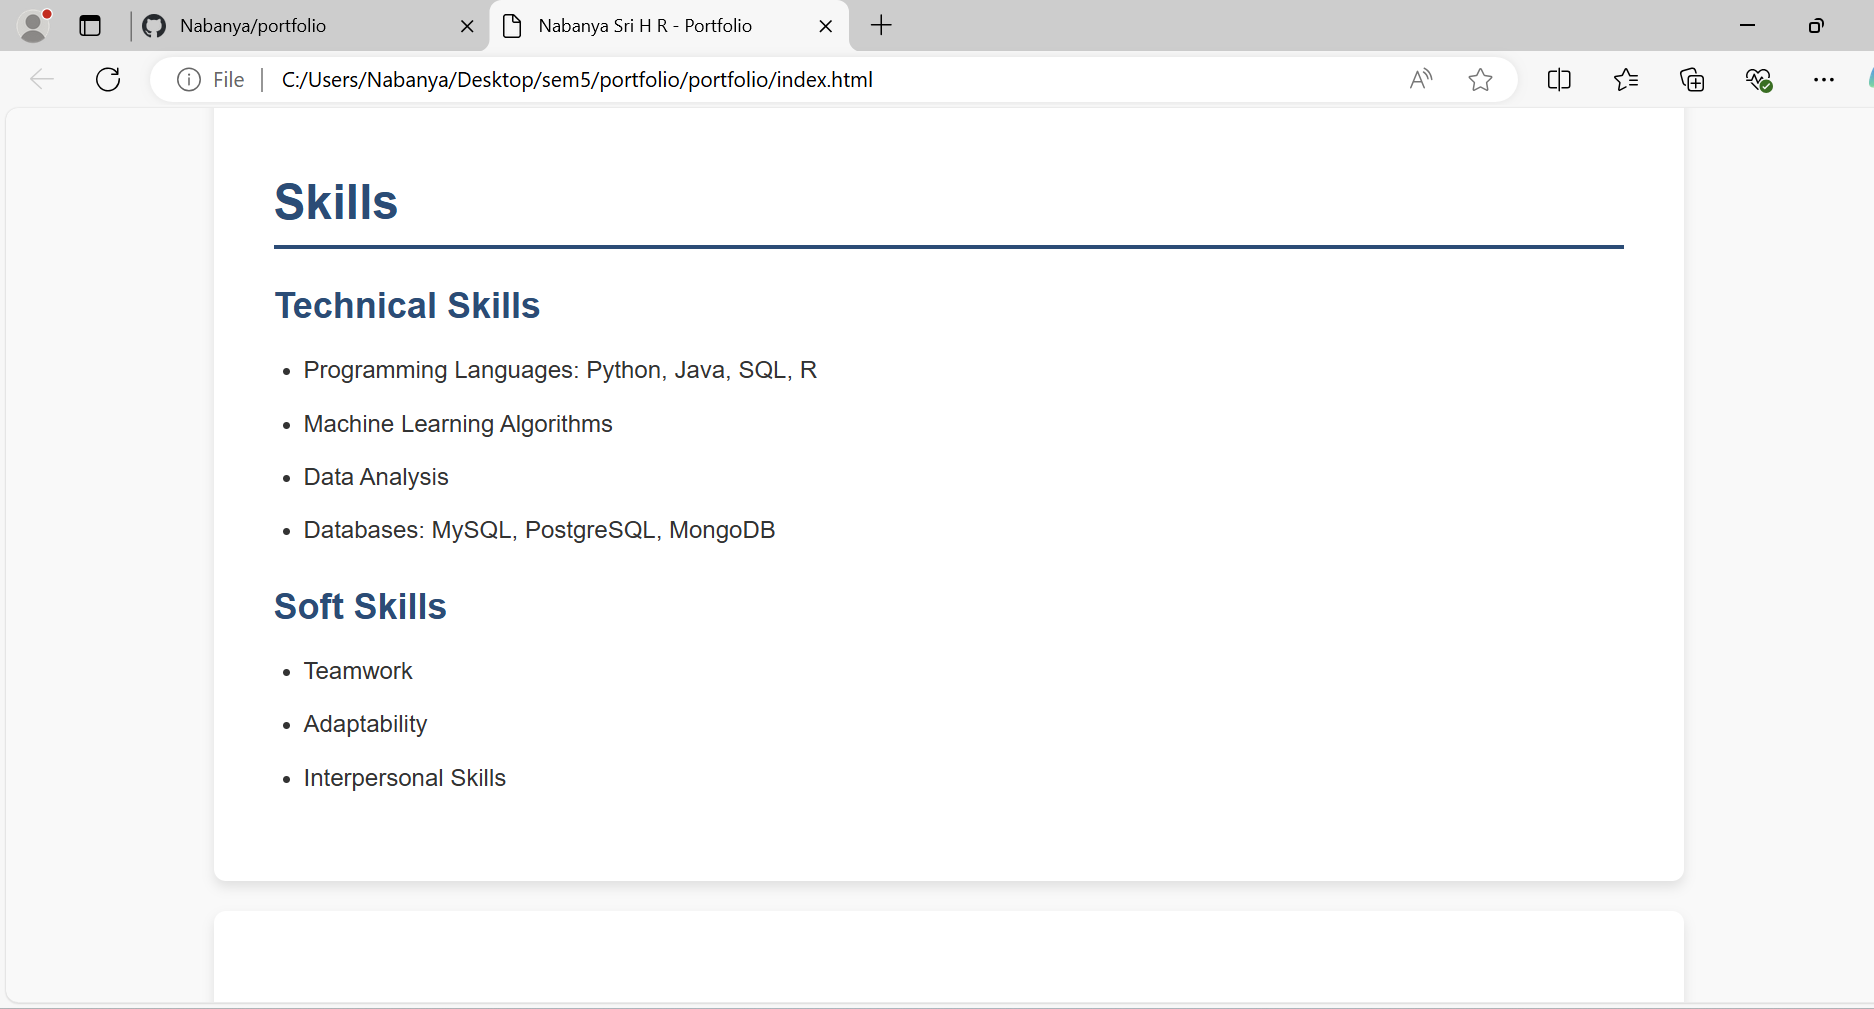 Nabanya/portfolio
Nabanya Sri H R - Portfolio
File
C:/Users/Nabanya/Desktop/sem5/portfolio/portfolio/index.html
Skills
Technical Skills
• Programming Languages: Python, Java, SQL, R
• Machine Learning Algorithms
• Data Analysis
• Databases: MySQL, PostgreSQL, MongoDB
Soft Skills
• Teamwork
• Adaptability
• Interpersonal Skills